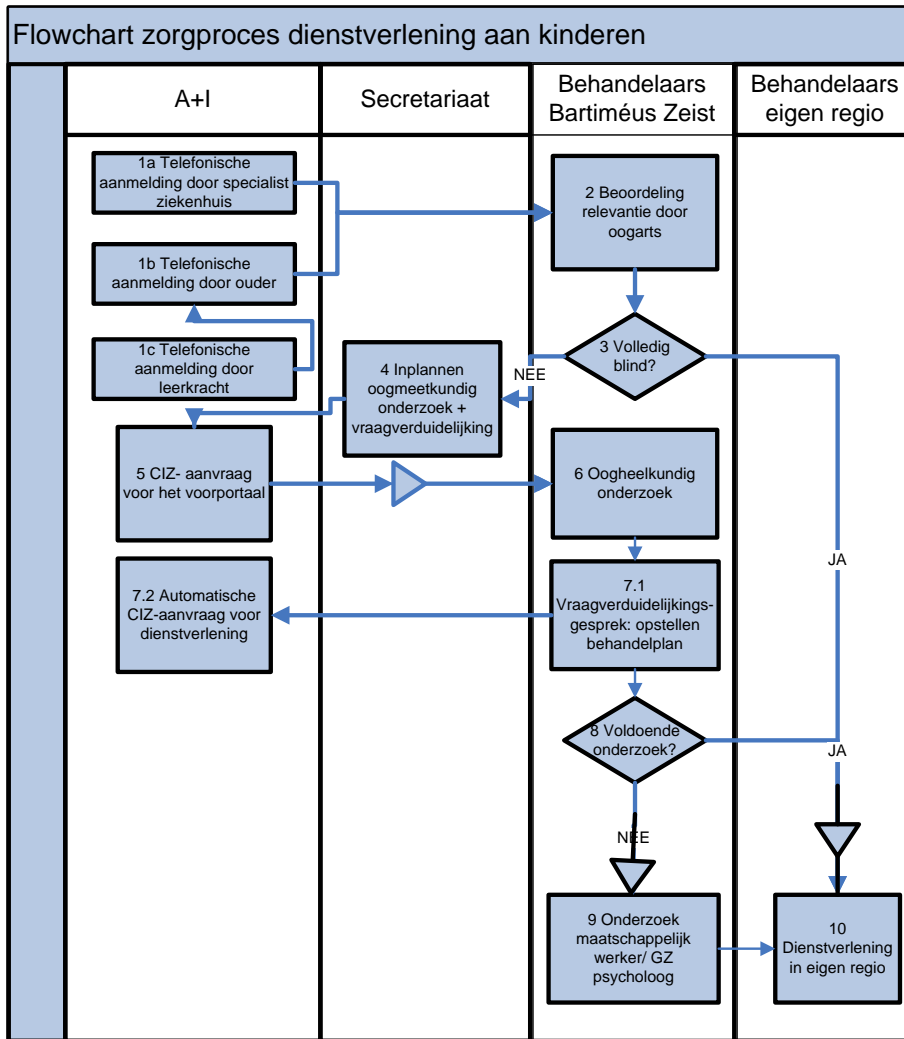 Flowchart zorgproces dienstverlening aan kinderen
A+I
Secretariaat
Behandelaars
Bartiméus Zeist
Behandelaars
eigen regio
1a Telefonische
aanmelding door specialist
ziekenhuis
2 Beoordeling
relevantie door
oogarts
1b Telefonische
aanmelding door ouder
1c Telefonische
aanmelding door
leerkracht
3 Volledig
blind?
NEE
4 Inplannen
oogmeetkundig
onderzoek +
vraagverduidelijking
5 CIZ- aanvraag
voor het voorportaal
6 Oogheelkundig
onderzoek
JA
7.2 Automatische
CIZ-aanvraag voor
dienstverlening
7.1
Vraagverduidelijkings-
gesprek: opstellen
behandelplan
8 Voldoende
onderzoek?
JA
NEE
9 Onderzoek
maatschappelijk
werker/ GZ
psycholoog
10
Dienstverlening
in eigen regio